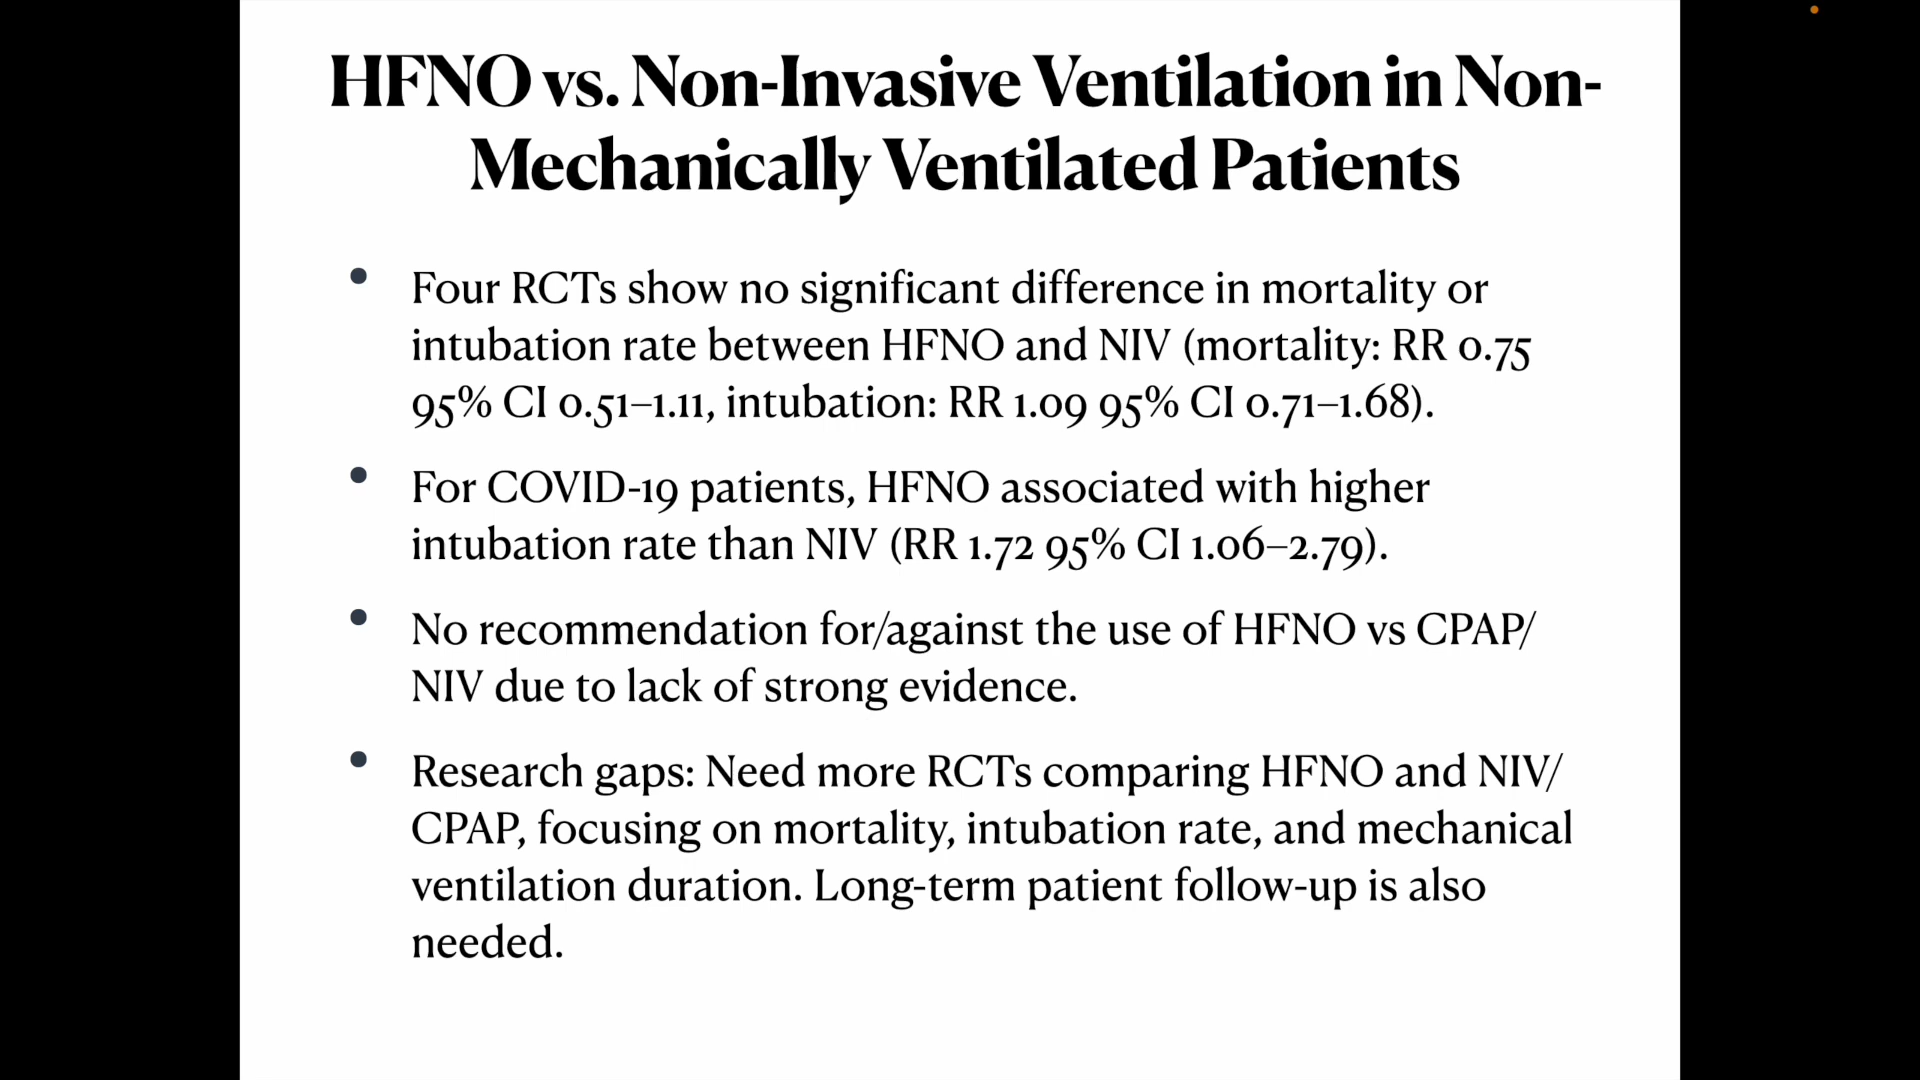 HFNO vs. Non-Invasive Ventilation in Non-
Mechanically Ventilated Patients
• Four RCTs show no significant difference in mortality or
intubation rate between HFNO and NIV (mortality: RR 0.75
95% CI 0.51–1.11, intubation: RR 1.09 95% CI 0.71–1.68).
• For COVID-19 patients, HFNO associated with higher
intubation rate than NIV (RR 1.72 95% CI 1.06–2.79).
• No recommendation for/against the use of HFNO vs CPAP/
NIV due to lack of strong evidence.
• Research gaps: Need more RCTs comparing HFNO and NIV/
CPAP, focusing on mortality, intubation rate, and mechanical
ventilation duration. Long-term patient follow-up is also
needed.